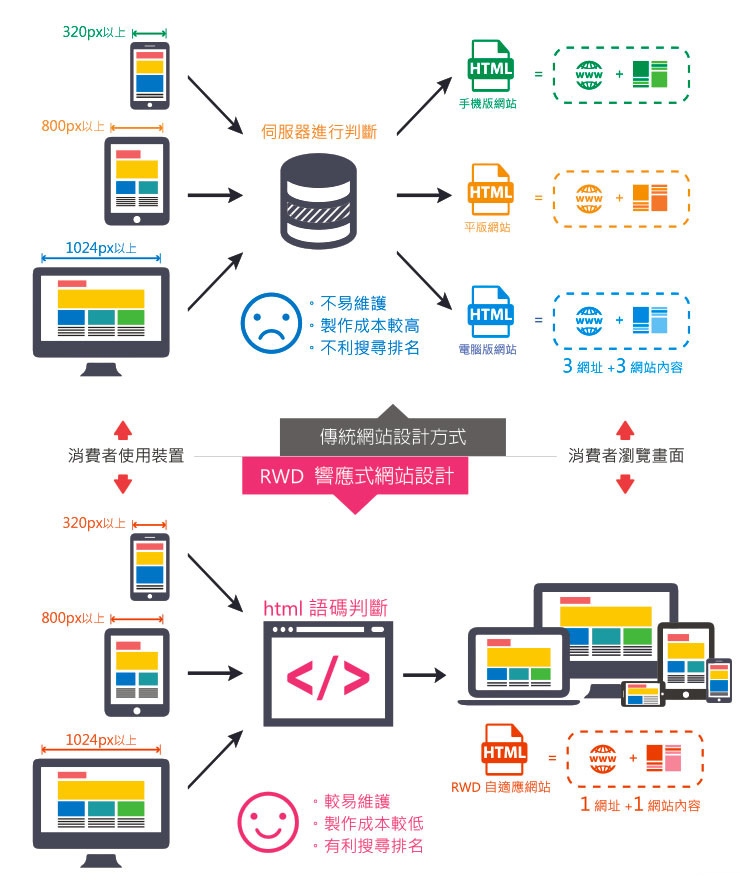 320px以上
800px以上
1024px以上
伺服器進行判斷
不易維護
製作成本較高
不利搜尋排名
HTML
手機版網站
=
WWW
+
HTML
平版網站
=
WWW
+
HTML
電腦版網站
=
WWW
+
3 網址 +3 網站內容
傳統網站設計方式
消費者使用裝置
消費者瀏覽畫面
RWD 響應式網站設計
320px以上
800px以上
1024px以上
html 語碼判斷
</>
較易維護
製作成本較低
有利搜尋排名
HTML
RWD 自適應網站
=
WWW
+
1 網址 +1 網站內容